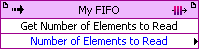 My FIFO
Get Number of Elements to Read
Number of Elements to Read